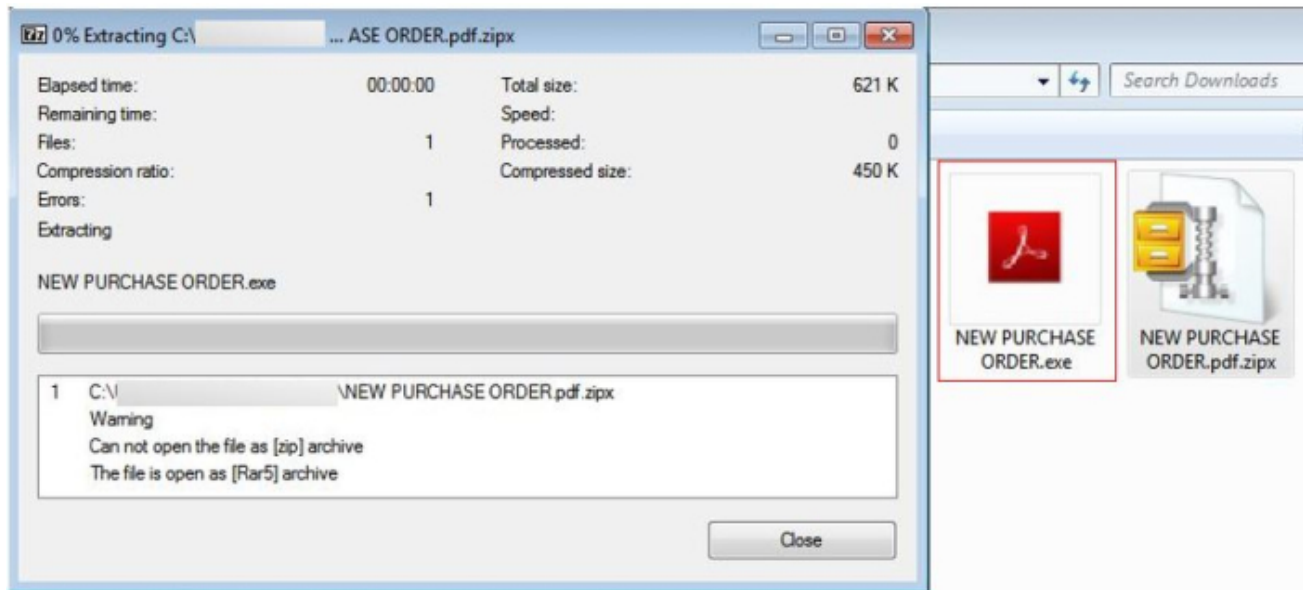 0% Extracting C:\ ... ASE ORDER.pdf.zipx
Elapsed time: 00:00:00 Total size: 621 K
Remaining time: Speed:
Files: 1 Processed: 0
Compression ratio: Compressed size: 450 K
Errors: 1
Extracting
NEW PURCHASE ORDER.exe
1 C:\ \NEW PURCHASE ORDER.pdf.zipx
Warning
Can not open the file as [zip] archive
The file is open as [Rar5] archive
Close
Search Downloads
NEW PURCHASE
ORDER.exe
NEW PURCHASE
ORDER.pdf.zipx